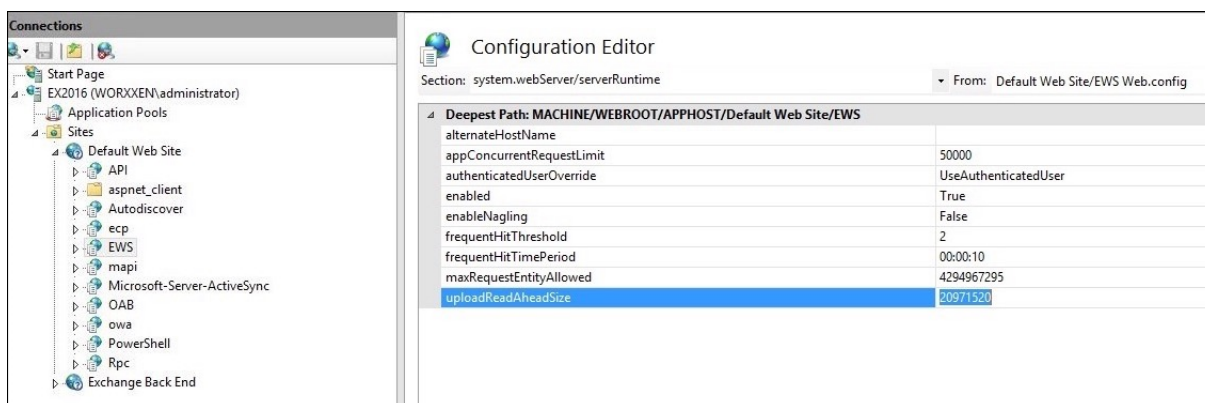 Connections
Start Page
EX2016 (WORXXEN\administrator)
Application Pools
Sites
Default Web Site
API
aspnet_client
Autodiscover
ecp
EWS
mapi
Microsoft-Server-ActiveSync
OAB
owa
PowerShell
Rpc
Exchange Back End
Configuration Editor
Section: system.webServer/serverRuntime From: Default Web Site/EWS Web.config
Deepest Path: MACHINE/WEBROOT/APPHOST/Default Web Site/EWS
alternateHostName
appConcurrentRequestLimit 50000
authenticatedUserOverride UseAuthenticatedUser
enabled True
enableNagling False
frequentHitThreshold 2
frequentHitTimePeriod 00:00:10
maxRequestEntityAllowed 4294967295
uploadReadAheadSize 20971520